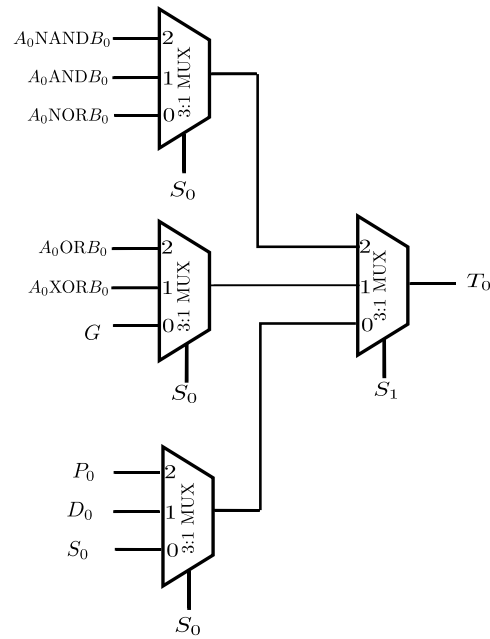 A₀NANDB₀ 2
A₀ANDB₀ 1
A₀NORB₀ 0
3:1 MUX
S₀
A₀ORB₀ 2
A₀XORB₀ 1
G 0
3:1 MUX
S₀
2
1
0
3:1 MUX
T₀
S₁
P₀ 2
D₀ 1
S₀ 0
3:1 MUX
S₀